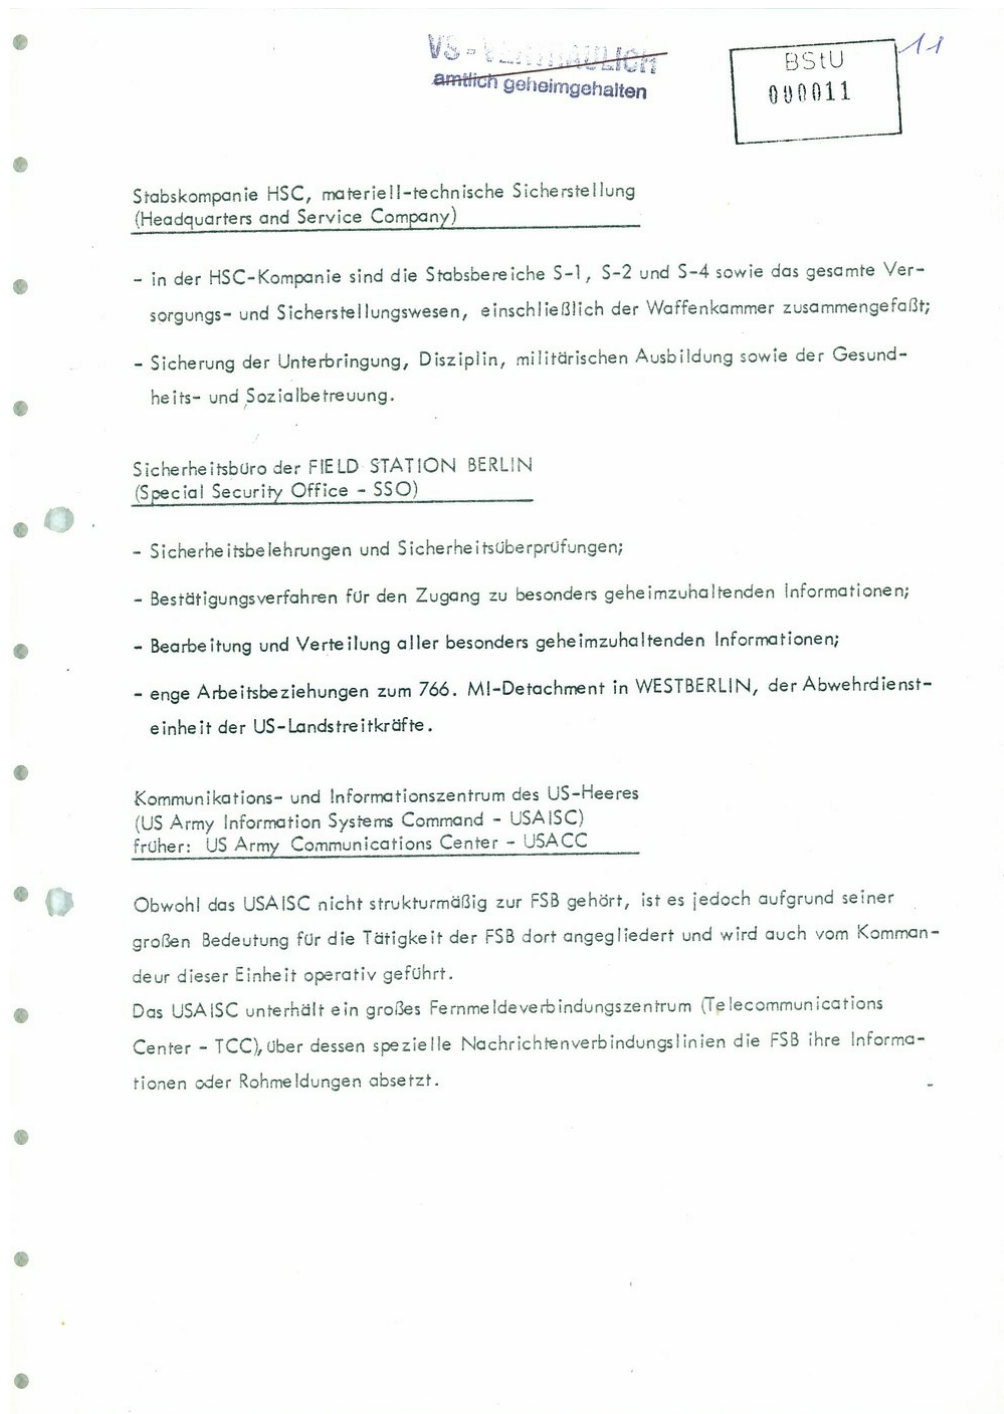 VS-VERTRAULICH
amtlich geheimgehalten
BStU
000011
11
Stabskompanie HSC, materiell-technische Sicherstellung
(Headquarters and Service Company)
- in der HSC-Kompanie sind die Stabsbereiche S-1, S-2 und S-4 sowie das gesamte Ver-
sorgungs- und Sicherstellungswesen, einschließlich der Waffenkammer zusammengefaßt;
- Sicherung der Unterbringung, Disziplin, militärischen Ausbildung sowie der Gesund-
heits- und Sozialbetreuung.
Sicherheitsbüro der FIELD STATION BERLIN
(Special Security Office - SSO)
- Sicherheitsbelehrungen und Sicherheitsüberprüfungen;
- Bestätigungsverfahren für den Zugang zu besonders geheimzuhaltenden Informationen;
- Bearbeitung und Verteilung aller besonders geheimzuhaltenden Informationen;
- enge Arbeitsbeziehungen zum 766. MI-Detachment in WESTBERLIN, der Abwehrdienst-
einheit der US-Landstreitkräfte.
Kommunikations- und Informationszentrum des US-Heeres
(US Army Information Systems Command - USAISC)
früher: US Army Communications Center - USACC
Obwohl das USAISC nicht strukturmäßig zur FSB gehört, ist es jedoch aufgrund seiner
großen Bedeutung für die Tätigkeit der FSB dort angegliedert und wird auch vom Komman-
deur dieser Einheit operativ geführt.
Das USAISC unterhält ein großes Fernmeldeverbindungszentrum (Telecommunications
Center - TCC), über dessen spezielle Nachrichtenverbindungslinien die FSB ihre Informa-
tionen oder Rohmeldungen absetzt.